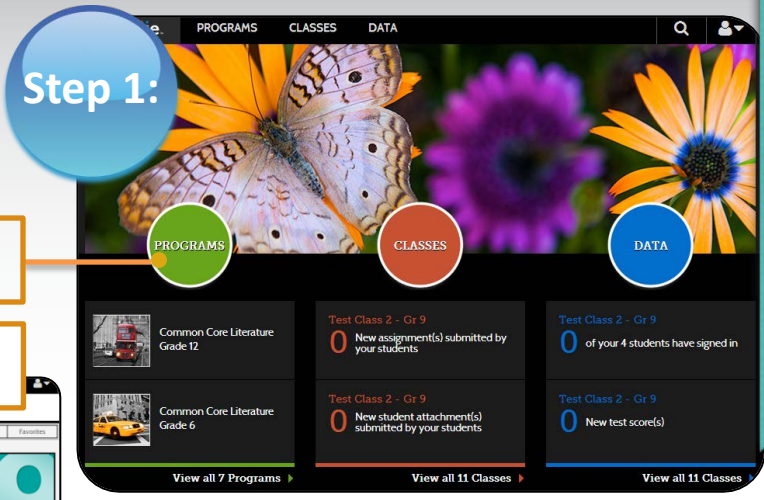 PROGRAMS CLASSES DATA
Step 1:
PROGRAMS CLASSES DATA
Common Core Literature
Grade 12
Test Class 2 - Gr 9
0 New assignment(s) submitted by
your students
Test Class 2 - Gr 9
0 of your 4 students have signed in
Common Core Literature
Grade 6
Test Class 2 - Gr 9
0 New student attachment(s)
submitted by your students
Test Class 2 - Gr 9
0 New test score(s)
View all 7 Programs
View all 11 Classes
View all 11 Classes
Favorites